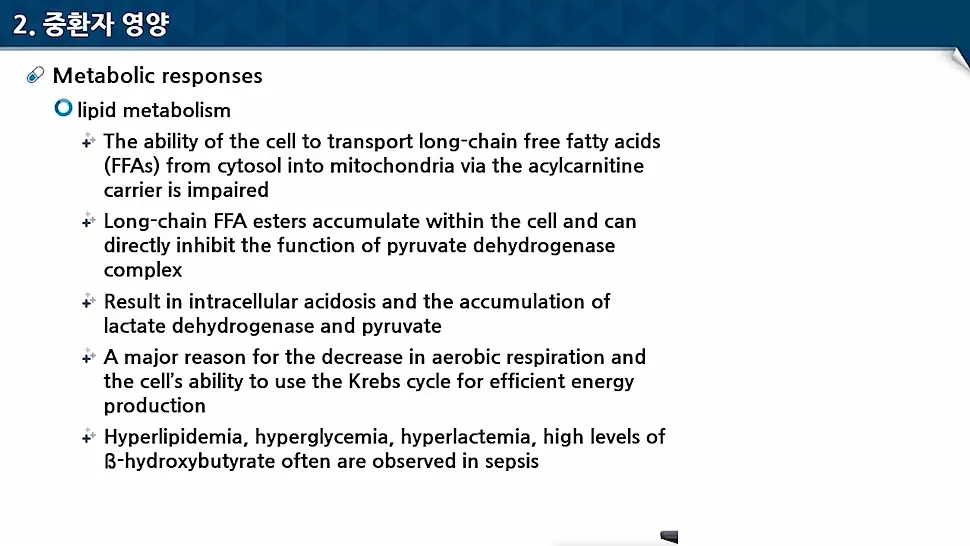 2. 중환자 영양
Metabolic responses
lipid metabolism
The ability of the cell to transport long-chain free fatty acids
(FFAs) from cytosol into mitochondria via the acylcarnitine
carrier is impaired
Long-chain FFA esters accumulate within the cell and can
directly inhibit the function of pyruvate dehydrogenase
complex
Result in intracellular acidosis and the accumulation of
lactate dehydrogenase and pyruvate
A major reason for the decrease in aerobic respiration and
the cell's ability to use the Krebs cycle for efficient energy
production
Hyperlipidemia, hyperglycemia, hyperlactemia, high levels of
ß-hydroxybutyrate often are observed in sepsis